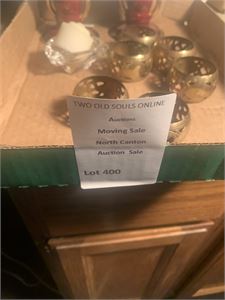 TWO OLD SOULS ONLINE
Auctions
Moving Sale
North Canton
Auction Sale
Lot 400